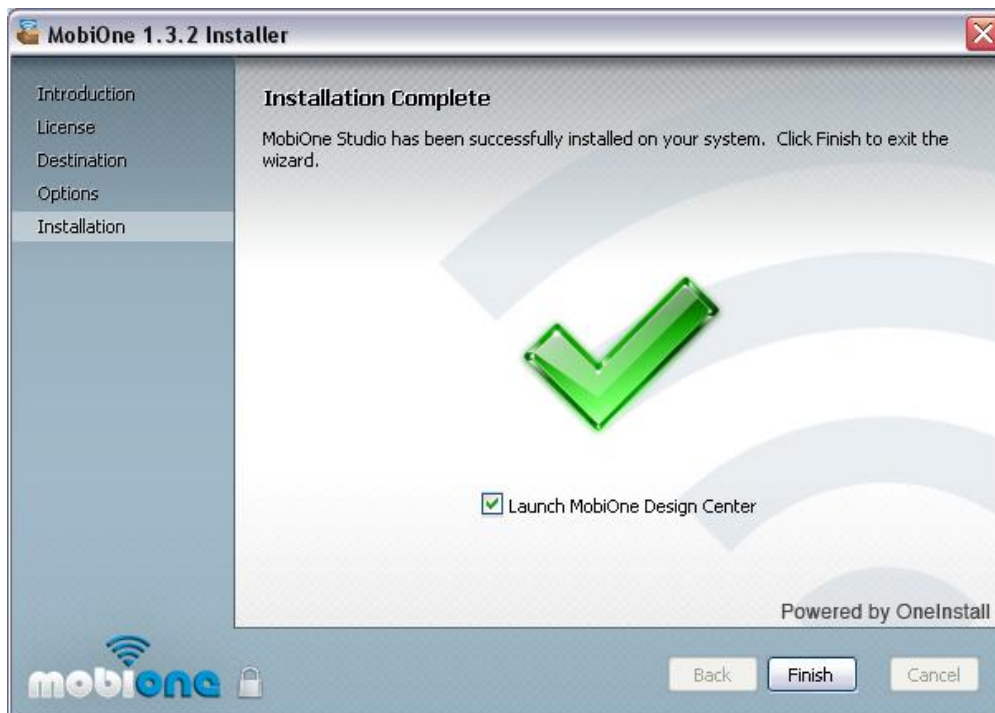 MobiOne 1.3.2 Installer
Introduction
License
Destination
Options
Installation
Installation Complete
MobiOne Studio has been successfully installed on your system. Click Finish to exit the
wizard.
Launch MobiOne Design Center
Powered by OneInstall
mobione
Back
Finish
Cancel